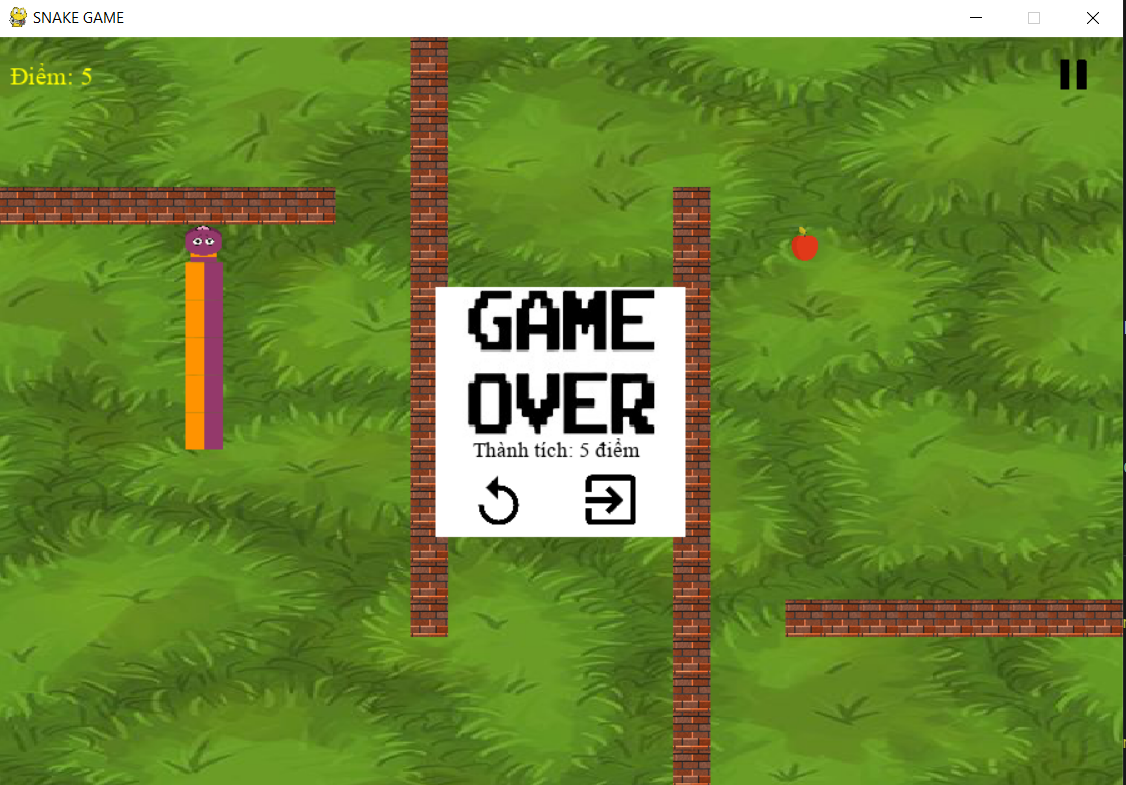 SNAKE GAME
Điểm: 5
GAME
OVER
Thành tích: 5 điểm